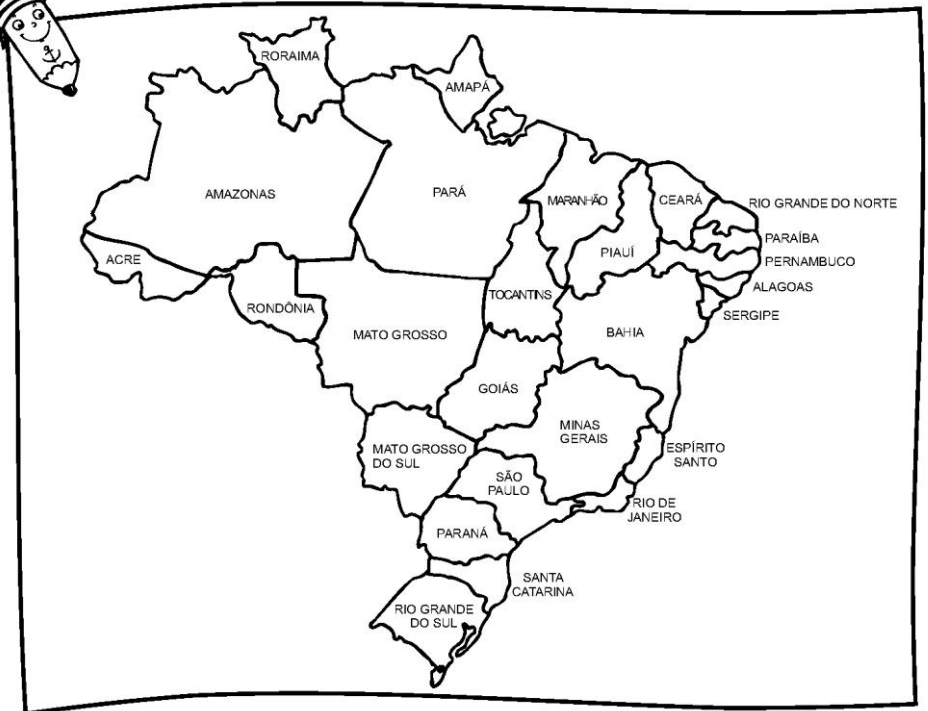 RORAIMA
AMAPÁ
AMAZONAS
PARÁ
MARANHÃO
CEARÁ
RIO GRANDE DO NORTE
PARAÍBA
PIAUÍ
PERNAMBUCO
ACRE
ALAGOAS
TOCANTINS
RONDÔNIA
SERGIPE
MATO GROSSO
BAHIA
GOIÁS
MINAS
GERAIS
MATO GROSSO
DO SUL
ESPÍRITO
SANTO
SÃO
PAULO
RIO DE
JANEIRO
PARANÁ
SANTA
CATARINA
RIO GRANDE
DO SUL